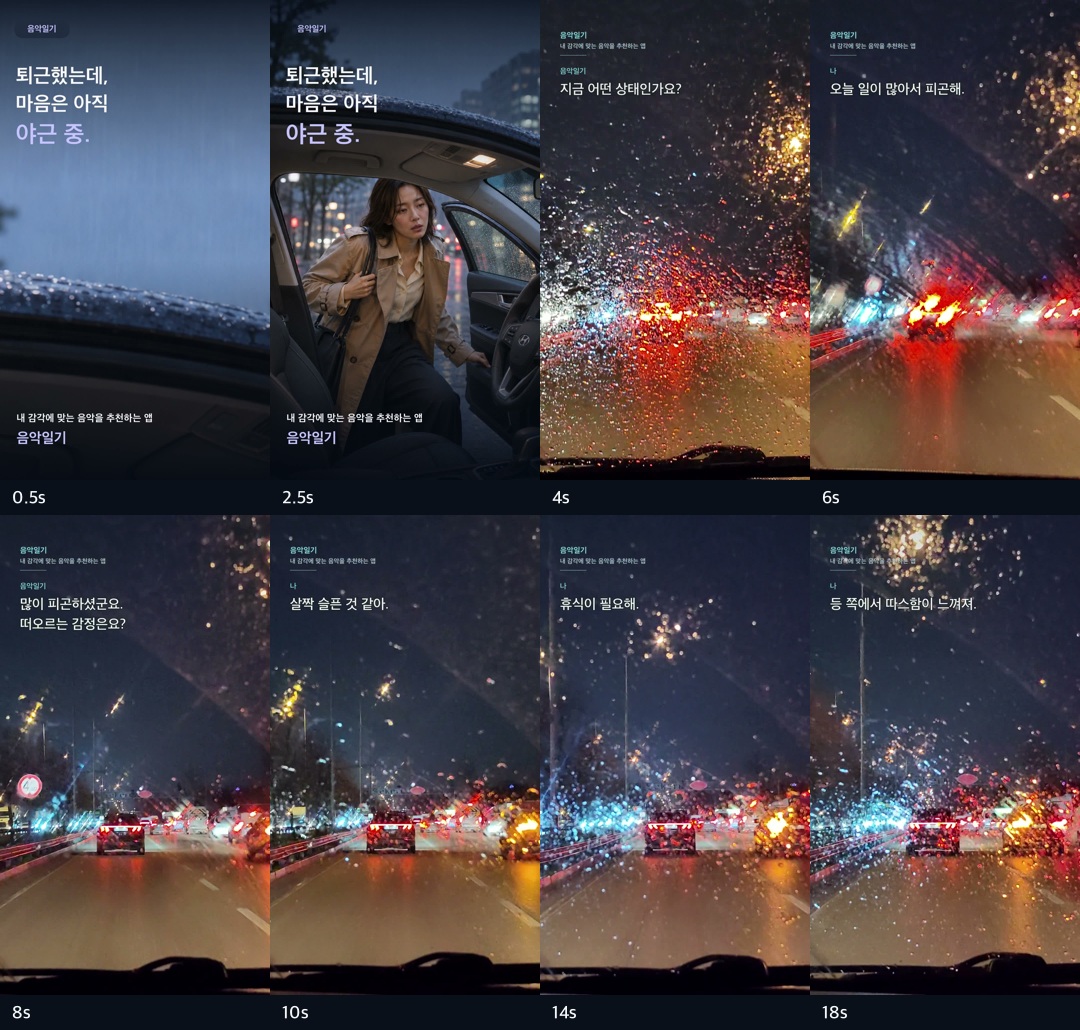 음악일기
퇴근했는데,
마음은 아직
야근 중.
내 감각에 맞는 음악을 추천하는 앱
음악일기
0.5s
음악일기
퇴근했는데,
마음은 아직
야근 중.
내 감각에 맞는 음악을 추천하는 앱
음악일기
2.5s
음악일기
내 감각에 맞는 음악을 추천하는 앱
음악일기
지금 어떤 상태인가요?
4s
음악일기
내 감각에 맞는 음악을 추천하는 앱
나
오늘 일이 많아서 피곤해.
6s
음악일기
내 감각에 맞는 음악을 추천하는 앱
음악일기
많이 피곤하셨군요.
떠오르는 감정은요?
8s
음악일기
내 감각에 맞는 음악을 추천하는 앱
나
살짝 슬픈 것 같아.
10s
음악일기
내 감각에 맞는 음악을 추천하는 앱
나
휴식이 필요해.
14s
음악일기
내 감각에 맞는 음악을 추천하는 앱
나
등 쪽에서 따스함이 느껴져.
18s